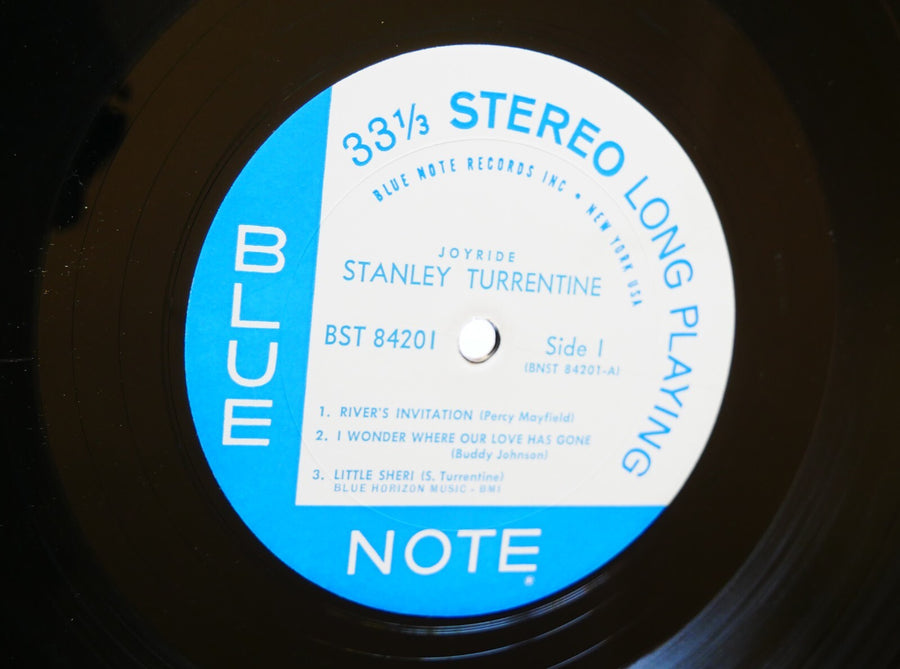 33⅓ STEREO LONG PLAYING
BLUE NOTE RECORDS INC • NEW YORK USA
JOYRIDE
STANLEY TURRENTINE
BST 84201
Side 1
(BNST 84201-A)
1. RIVER'S INVITATION (Percy Mayfield)
2. I WONDER WHERE OUR LOVE HAS GONE
(Buddy Johnson)
3. LITTLE SHERI (S. Turrentine)
BLUE HORIZON MUSIC - BMI
BLUE
NOTE®